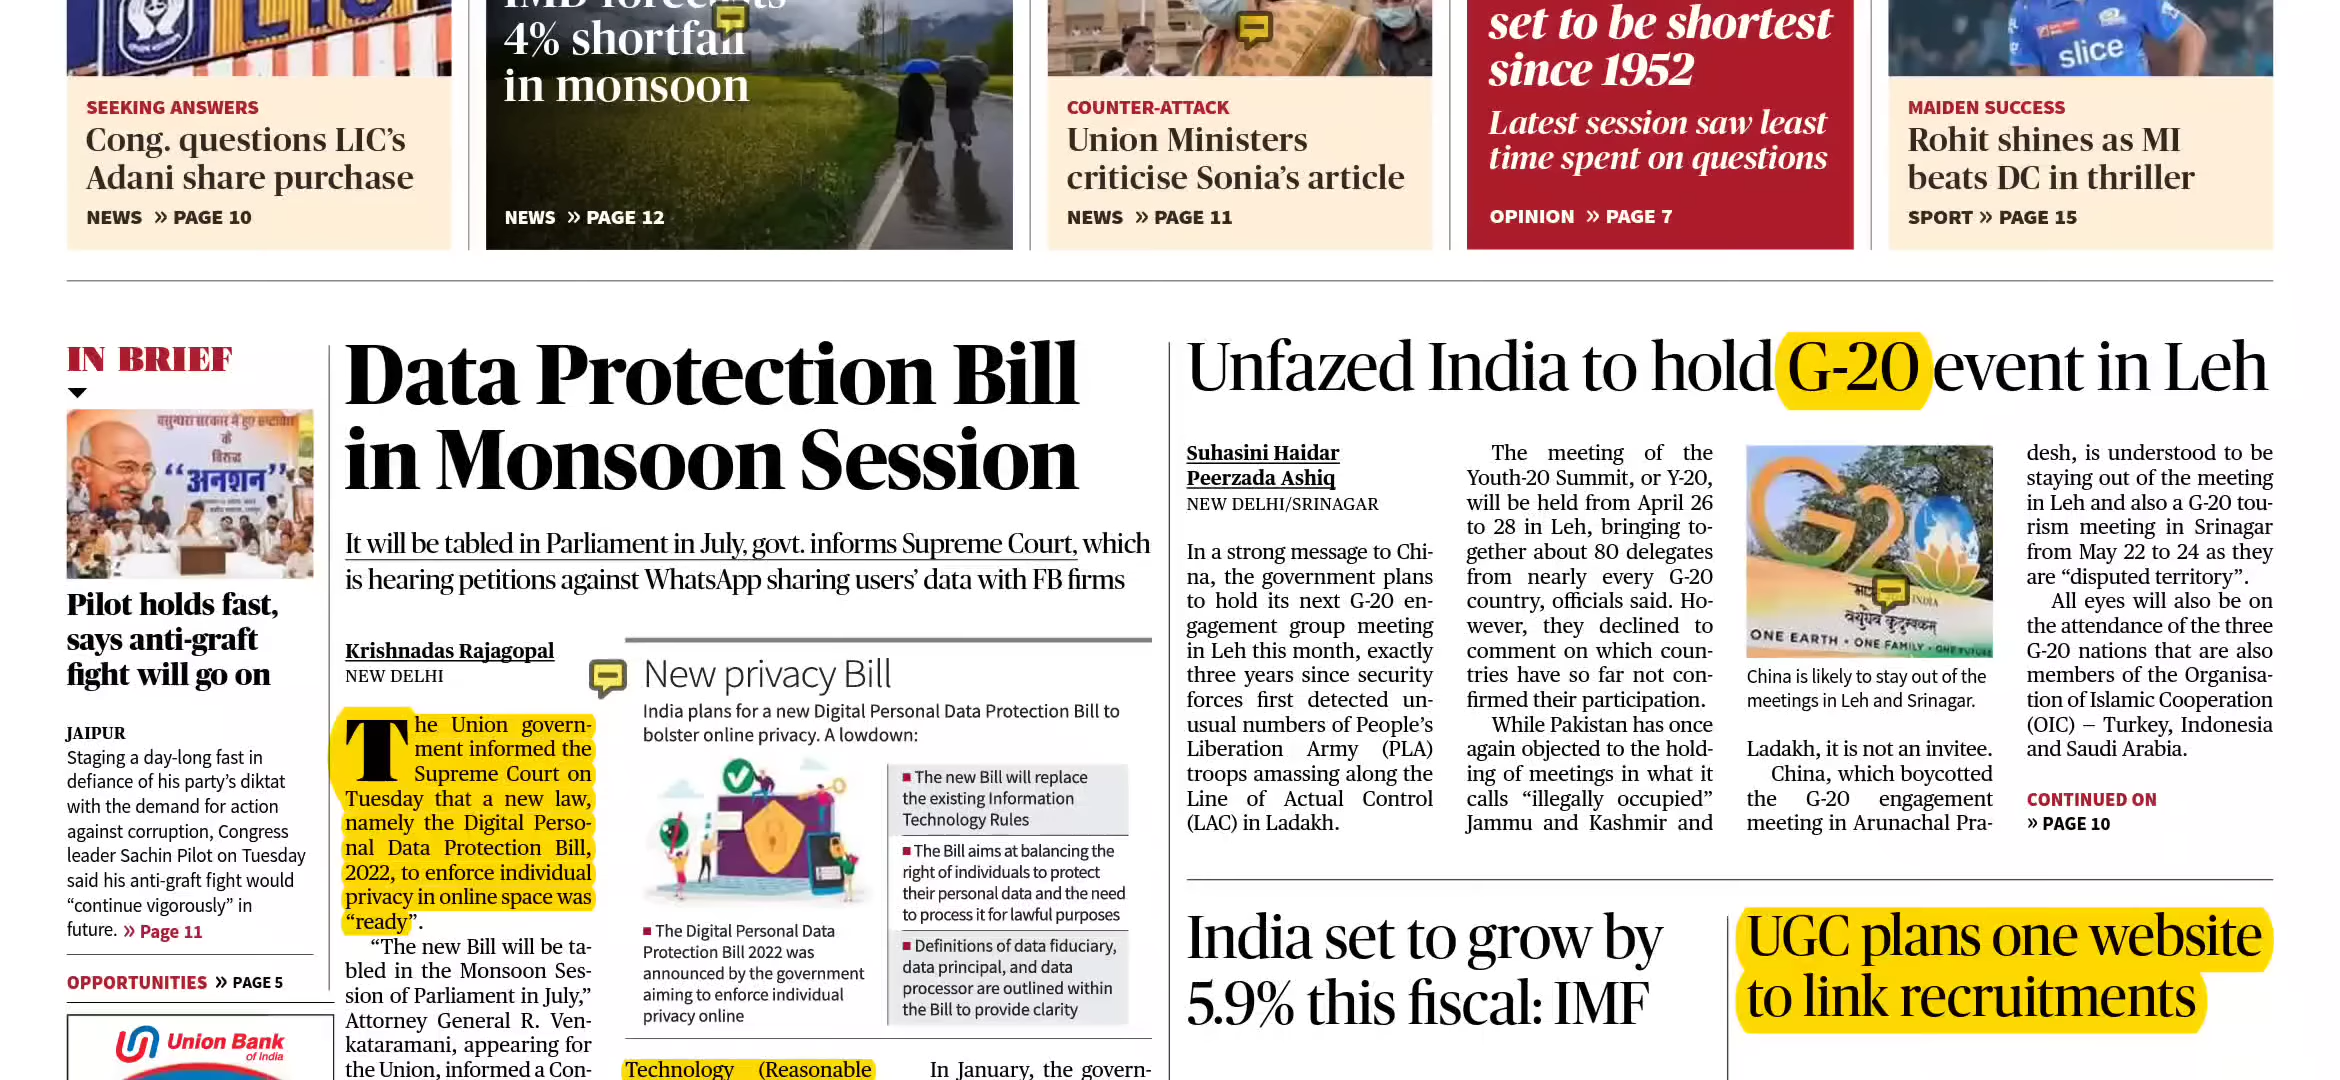 4% shortfall
in monsoon
NEWS » PAGE 12
SEEKING ANSWERS
Cong. questions LIC’s
Adani share purchase
NEWS » PAGE 10
COUNTER-ATTACK
Union Ministers
criticise Sonia’s article
NEWS » PAGE 11
set to be shortest
since 1952
Latest session saw least
time spent on questions
OPINION » PAGE 7
slice
MAIDEN SUCCESS
Rohit shines as MI
beats DC in thriller
SPORT » PAGE 15
IN BRIEF
के
विरुद्ध
“अनशन”
Pilot holds fast,
says anti-graft
fight will go on
JAIPUR
Staging a day-long fast in
defiance of his party’s diktat
with the demand for action
against corruption, Congress
leader Sachin Pilot on Tuesday
said his anti-graft fight would
“continue vigorously” in
future. » Page 11
OPPORTUNITIES » PAGE 5
Union Bank
of India
Data Protection Bill
in Monsoon Session
It will be tabled in Parliament in July, govt. informs Supreme Court, which
is hearing petitions against WhatsApp sharing users’ data with FB firms
Krishnadas Rajagopal
NEW DELHI
The Union govern-
ment informed the
Supreme Court on
Tuesday that a new law,
namely the Digital Perso-
nal Data Protection Bill,
2022, to enforce individual
privacy in online space was
“ready”.
“The new Bill will be ta-
bled in the Monsoon Ses-
sion of Parliament in July,”
Attorney General R. Ven-
kataramani, appearing for
the Union, informed a Con-
New privacy Bill
India plans for a new Digital Personal Data Protection Bill to
bolster online privacy. A lowdown:
■ The Digital Personal Data
Protection Bill 2022 was
announced by the government
aiming to enforce individual
privacy online
■ The new Bill will replace
the existing Information
Technology Rules
■ The Bill aims at balancing the
right of individuals to protect
their personal data and the need
to process it for lawful purposes
■ Definitions of data fiduciary,
data principal, and data
processor are outlined within
the Bill to provide clarity
Technology (Reasonable
In January, the govern-
Unfazed India to hold G-20 event in Leh
Suhasini Haidar
Peerzada Ashiq
NEW DELHI/SRINAGAR
In a strong message to Chi-
na, the government plans
to hold its next G-20 en-
gagement group meeting
in Leh this month, exactly
three years since security
forces first detected un-
usual numbers of People’s
Liberation Army (PLA)
troops amassing along the
Line of Actual Control
(LAC) in Ladakh.
The meeting of the
Youth-20 Summit, or Y-20,
will be held from April 26
to 28 in Leh, bringing to-
gether about 80 delegates
from nearly every G-20
country, officials said. Ho-
wever, they declined to
comment on which coun-
tries have so far not con-
firmed their participation.
While Pakistan has once
again objected to the hold-
ing of meetings in what it
calls “illegally occupied”
Jammu and Kashmir and
G20
INDIA
वसुधैव कुटुम्बकम्
ONE EARTH • ONE FAMILY • ONE FUTURE
China is likely to stay out of the
meetings in Leh and Srinagar.
Ladakh, it is not an invitee.
China, which boycotted
the G-20 engagement
meeting in Arunachal Pra-
desh, is understood to be
staying out of the meeting
in Leh and also a G-20 tou-
rism meeting in Srinagar
from May 22 to 24 as they
are “disputed territory”.
All eyes will also be on
the attendance of the three
G-20 nations that are also
members of the Organisa-
tion of Islamic Cooperation
(OIC) – Turkey, Indonesia
and Saudi Arabia.
CONTINUED ON
» PAGE 10
India set to grow by
5.9% this fiscal: IMF
UGC plans one website
to link recruitments